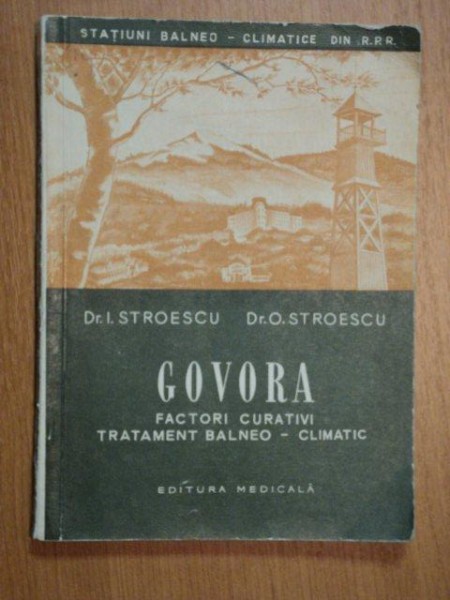 STAȚIUNI BALNEO - CLIMATICE DIN R.P.R.
Dr. I. STROESCU Dr. O. STROESCU
GOVORA
FACTORI CURATIVI
TRATAMENT BALNEO - CLIMATIC
EDITURA MEDICALĂ